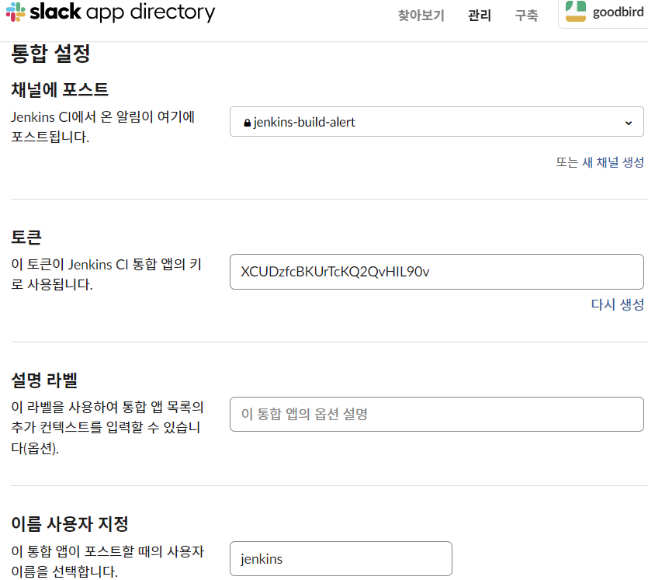 slack app directory
찾아보기 관리 구축 goodbird
통합 설정
채널에 포스트
Jenkins CI에서 온 알림이 여기에
포스트됩니다.
jenkins-build-alert
또는 새 채널 생성
토큰
이 토큰이 Jenkins CI 통합 앱의 키
로 사용됩니다.
XCUDzfcBKUrTcKQ2QvHIL90v
다시 생성
설명 라벨
이 라벨을 사용하여 통합 앱 목록의
추가 컨텍스트를 입력할 수 있습니
다(옵션).
이 통합 앱의 옵션 설명
이름 사용자 지정
이 통합 앱이 포스트할 때의 사용자
이름을 선택합니다.
jenkins